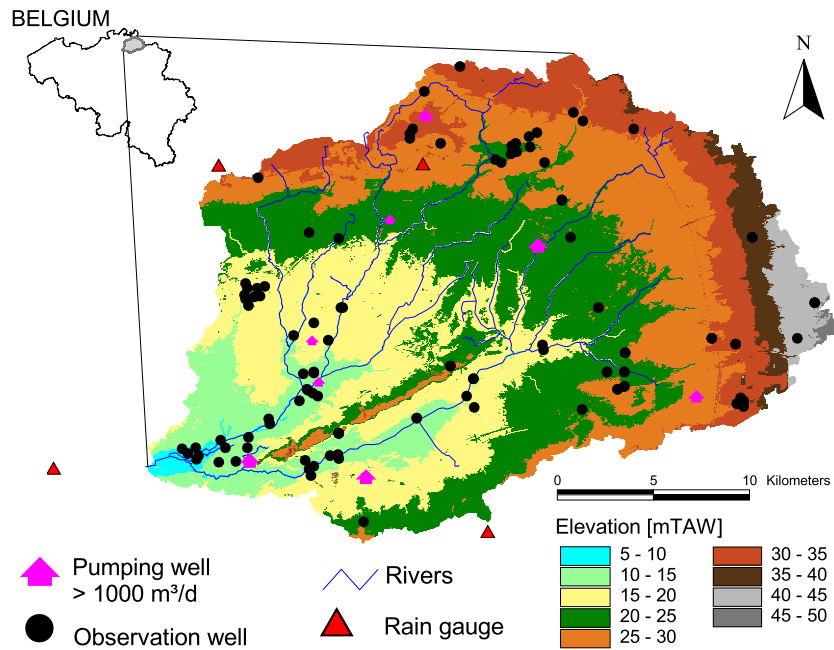 BELGIUM
N
0 5 10 Kilometers
Elevation [mTAW]
5 - 10
10 - 15
15 - 20
20 - 25
25 - 30
30 - 35
35 - 40
40 - 45
45 - 50
Pumping well
> 1000 m³/d
Observation well
Rivers
Rain gauge